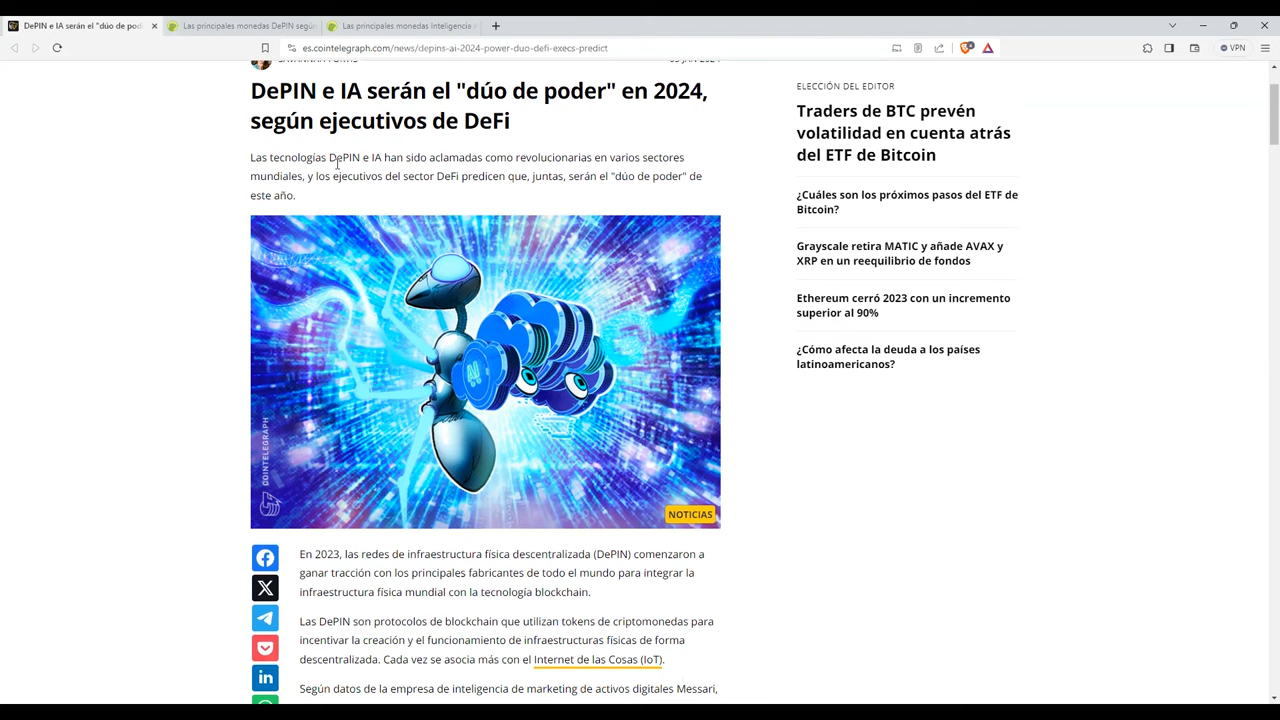 DePIN e IA serán el "dúo de pod
Las principales monedas DePIN según
Las principales monedas Inteligencia A
es.cointelegraph.com/news/depins-ai-2024-power-duo-defi-execs-predict
VPN
DePIN e IA serán el "dúo de poder" en 2024,
según ejecutivos de DeFi
Las tecnologías DePIN e IA han sido aclamadas como revolucionarias en varios sectores
mundiales, y los ejecutivos del sector DeFi predicen que, juntas, serán el "dúo de poder" de
este año.
COINTELEGRAPH
NOTICIAS
En 2023, las redes de infraestructura física descentralizada (DePIN) comenzaron a
ganar tracción con los principales fabricantes de todo el mundo para integrar la
infraestructura física mundial con la tecnología blockchain.
Las DePIN son protocolos de blockchain que utilizan tokens de criptomonedas para
incentivar la creación y el funcionamiento de infraestructuras físicas de forma
descentralizada. Cada vez se asocia más con el Internet de las Cosas (IoT).
Según datos de la empresa de inteligencia de marketing de activos digitales Messari,
ELECCIÓN DEL EDITOR
Traders de BTC prevén
volatilidad en cuenta atrás
del ETF de Bitcoin
¿Cuáles son los próximos pasos del ETF de
Bitcoin?
Grayscale retira MATIC y añade AVAX y
XRP en un reequilibrio de fondos
Ethereum cerró 2023 con un incremento
superior al 90%
¿Cómo afecta la deuda a los países
latinoamericanos?